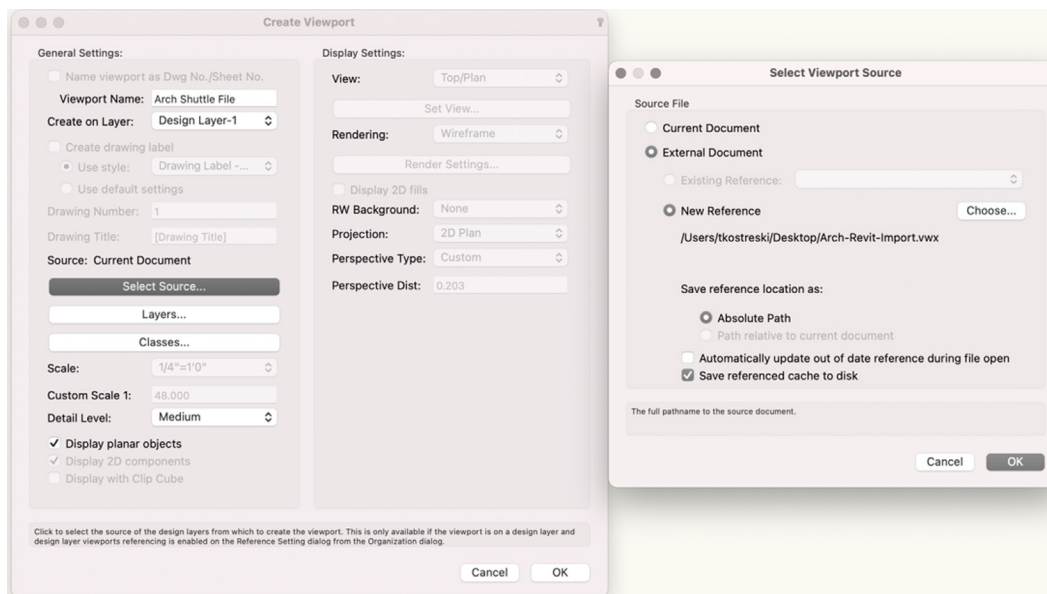 Create Viewport
?
General Settings:
Name viewport as Dwg No./Sheet No.
Viewport Name: Arch Shuttle File
Create on Layer: Design Layer-1
Create drawing label
Use style: Drawing Label -...
Use default settings
Drawing Number: 1
Drawing Title: [Drawing Title]
Source: Current Document
Select Source...
Layers...
Classes...
Scale: 1/4"=1'0"
Custom Scale 1: 48.000
Detail Level: Medium
Display planar objects
Display 2D components
Display with Clip Cube
Display Settings:
View: Top/Plan
Set View...
Rendering: Wireframe
Render Settings...
Display 2D fills
RW Background: None
Projection: 2D Plan
Perspective Type: Custom
Perspective Dist: 0.203
Click to select the source of the design layers from which to create the viewport. This is only available if the viewport is on a design layer and
design layer viewports referencing is enabled on the Reference Setting dialog from the Organization dialog.
Cancel OK
Select Viewport Source
Source File
Current Document
External Document
Existing Reference:
New Reference Choose...
/Users/tkostreski/Desktop/Arch-Revit-Import.vwx
Save reference location as:
Absolute Path
Path relative to current document
Automatically update out of date reference during file open
Save referenced cache to disk
The full pathname to the source document.
Cancel OK